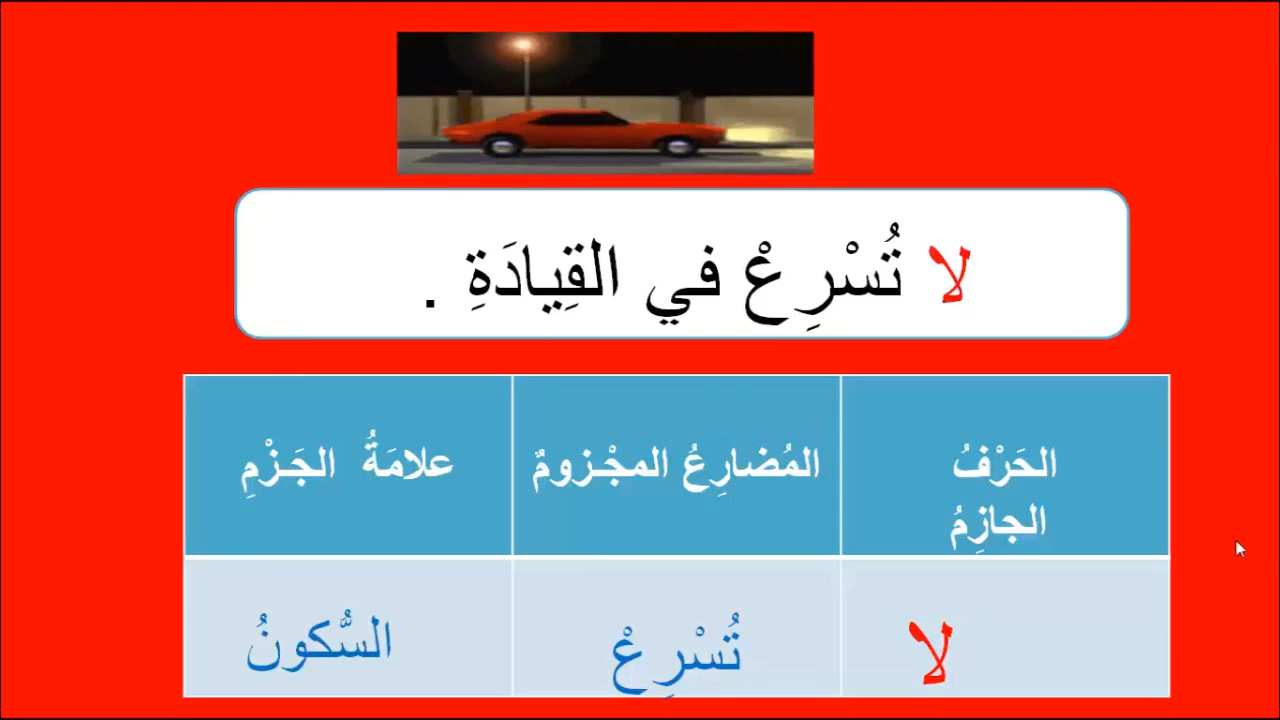 لا تُسْرِعْ في القِيادَةِ .
الحَرْفُ
الجازِمُ
المُضارِعُ المجْزومٌ
علامَةُ الجَزْمِ
لا
تُسْرِعْ
السُّكونُ